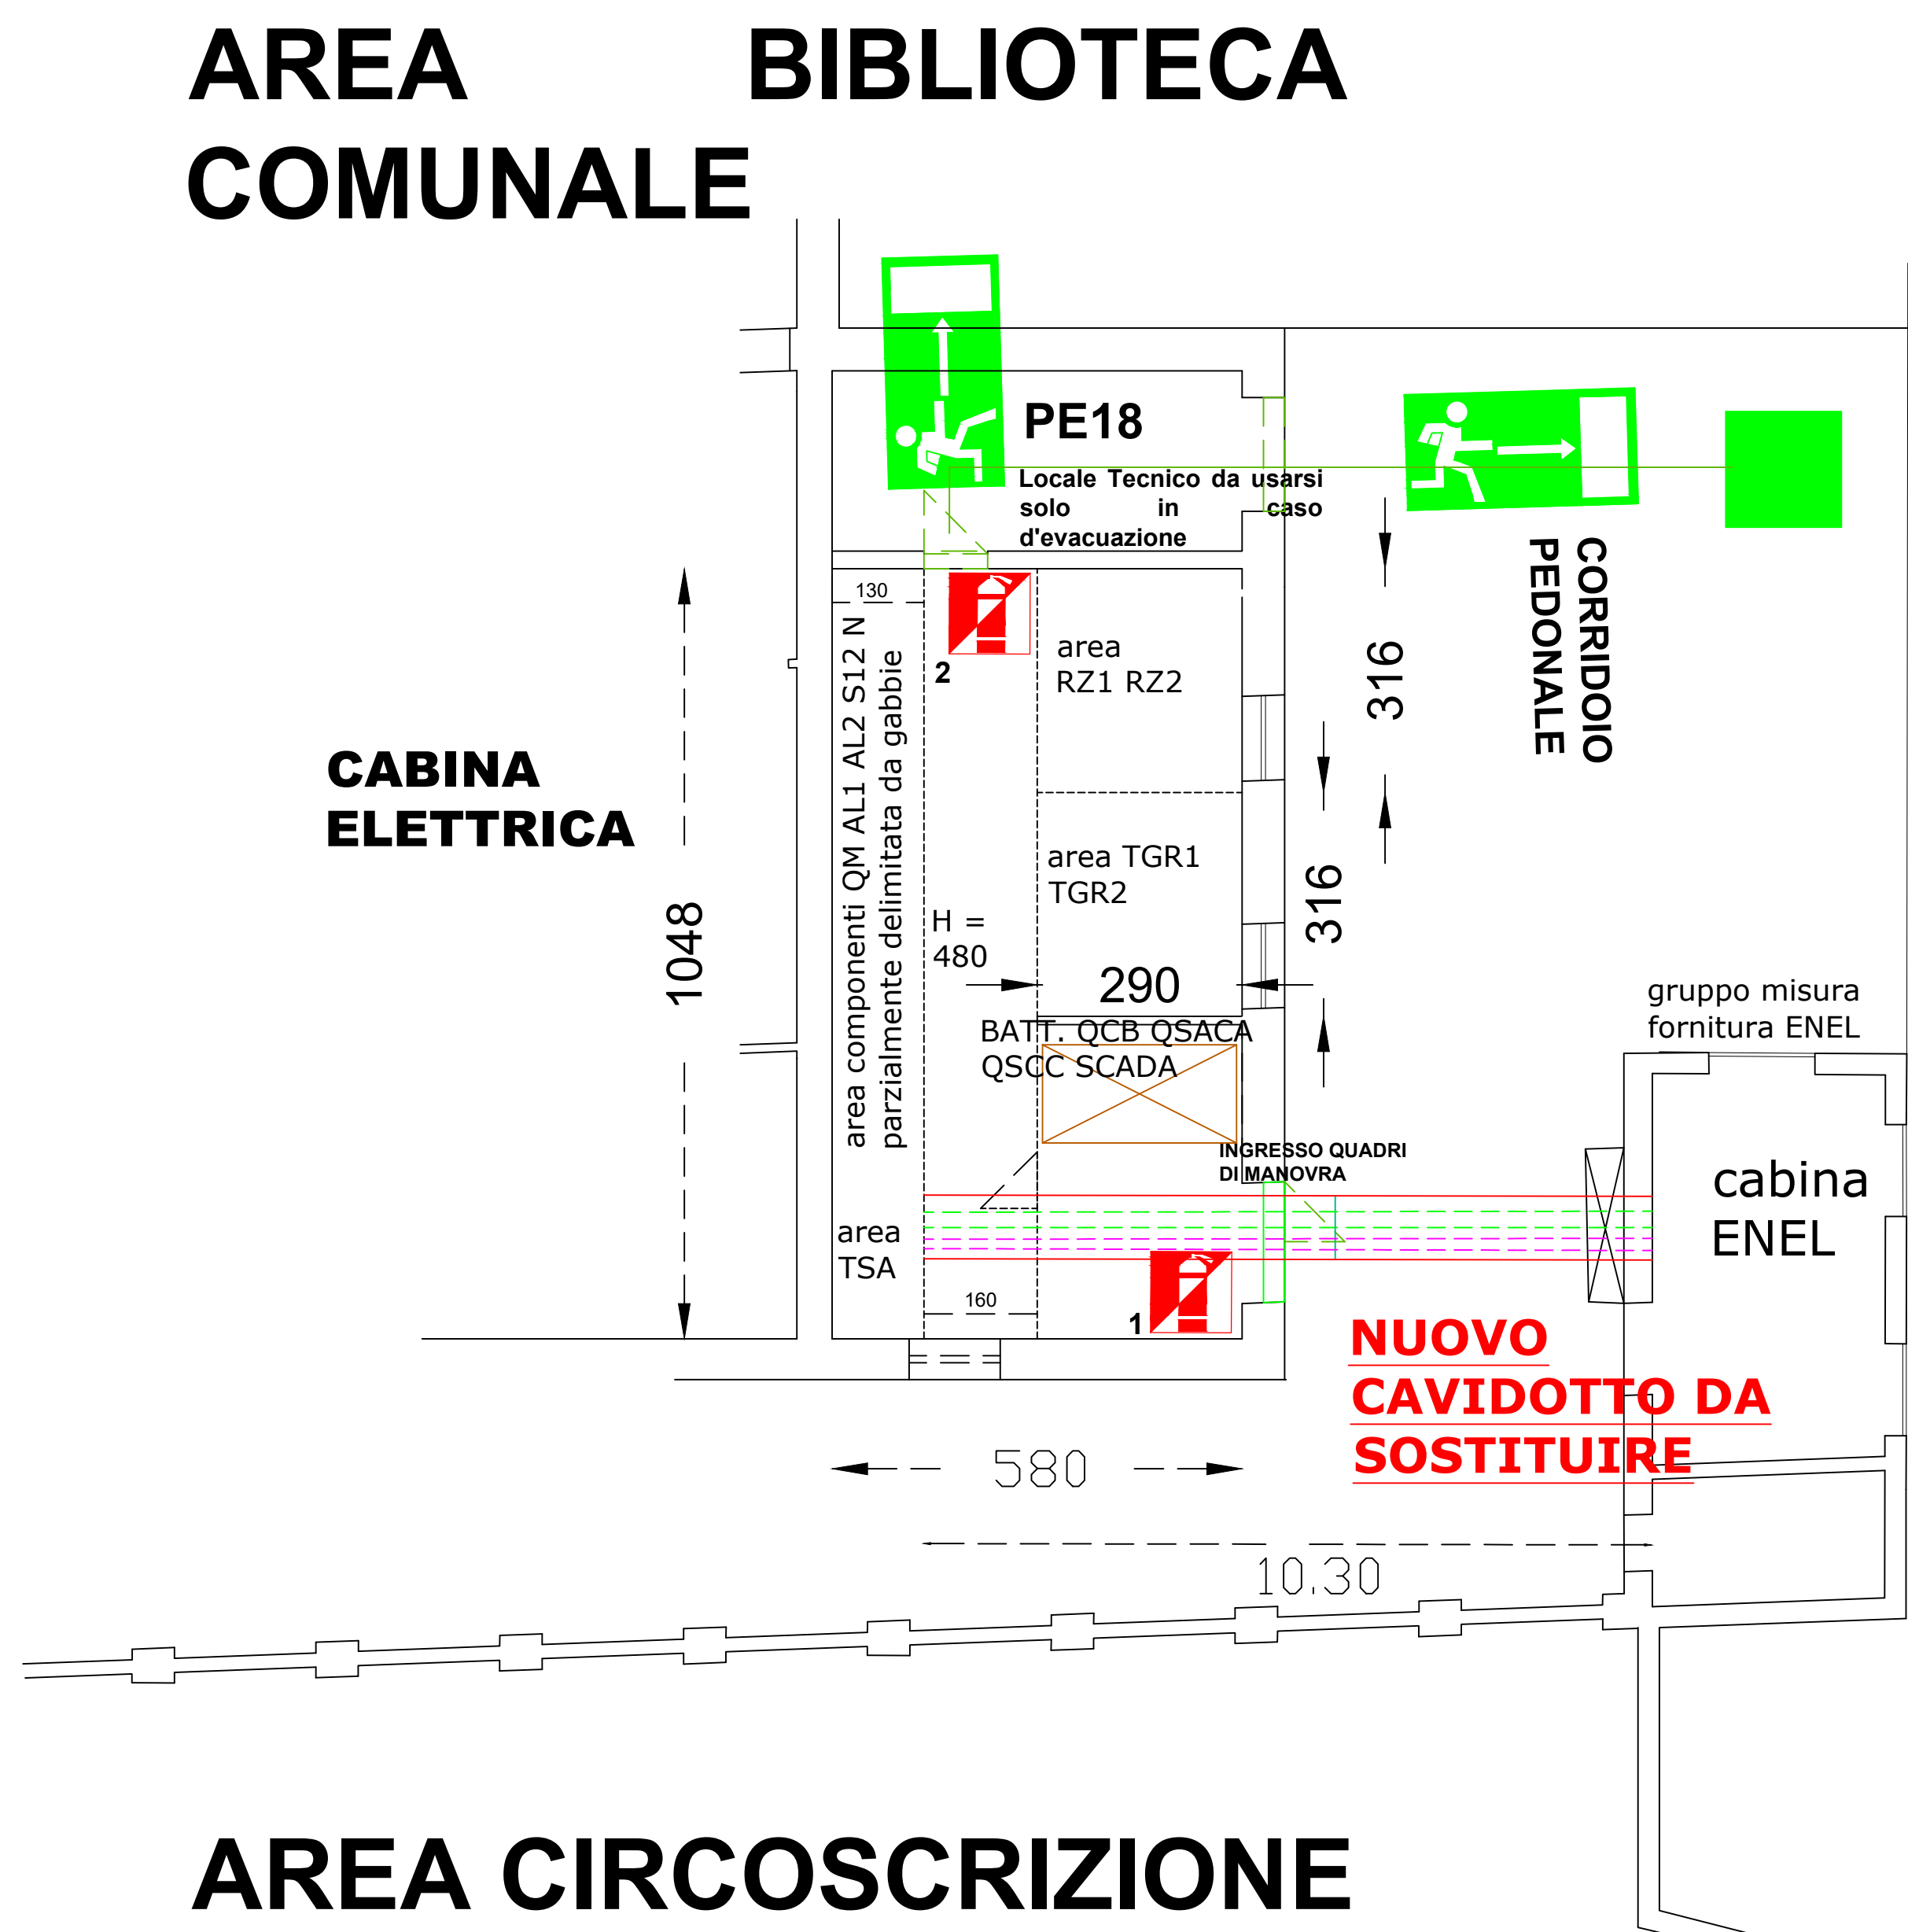 AREA BIBLIOTECA
COMUNALE
PE18
Locale Tecnico da usarsi
solo in caso
d'evacuazione
CORRIDOIO
PEDONALE
130
2
area
RZ1 RZ2
316
area componenti QM AL1 AL2 S12 N
parzialmente delimitata da gabbie
CABINA
ELETTRICA
1048
area TGR1
TGR2
316
H =
480
290
BATT. QCB QSACA
QSCC SCADA
gruppo misura
fornitura ENEL
INGRESSO QUADRI
DI MANOVRA
cabina
ENEL
area
TSA
160
1
NUOVO
CAVIDOTTO DA
SOSTITUIRE
580
10.30
AREA CIRCOSCRIZIONE